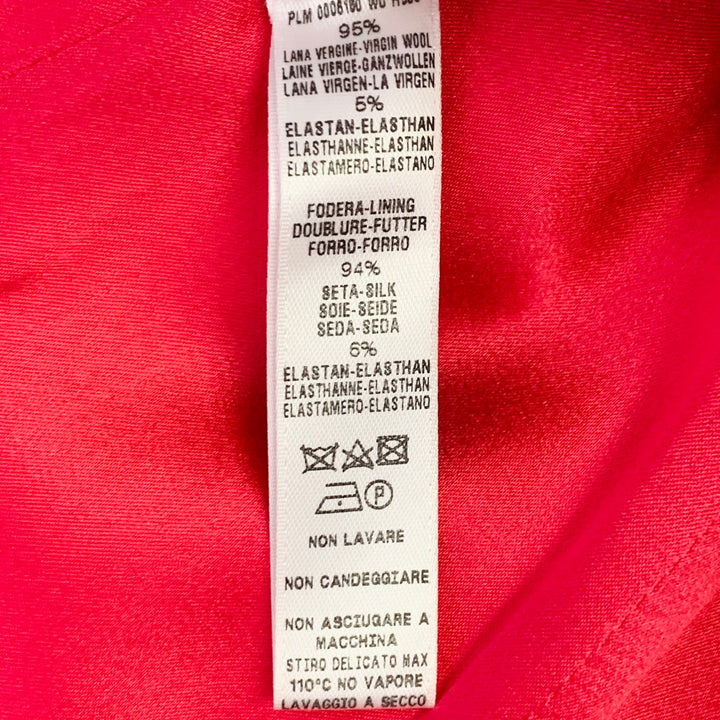 PLM 0006190
95%
LANA VERGINE-VIRGIN WOOL
LAINE VIERGE-GANZWOLLEN
LANA VIRGEN-LA VIRGEN
5%
ELASTAN-ELASTHAN
ELASTHANNE-ELASTHAN
ELASTAMERO-ELASTANO
FODERA-LINING
DOUBLURE-FUTTER
FORRO-FORRO
94%
SETA-SILK
SOIE-SEIDE
SEDA-SEDA
6%
ELASTAN-ELASTHAN
ELASTHANNE-ELASTHAN
ELASTAMERO-ELASTANO
P
NON LAVARE
NON CANDEGGIARE
NON ASCIUGARE A
MACCHINA
STIRO DELICATO MAX
110°C NO VAPORE
LAVAGGIO A SECCO